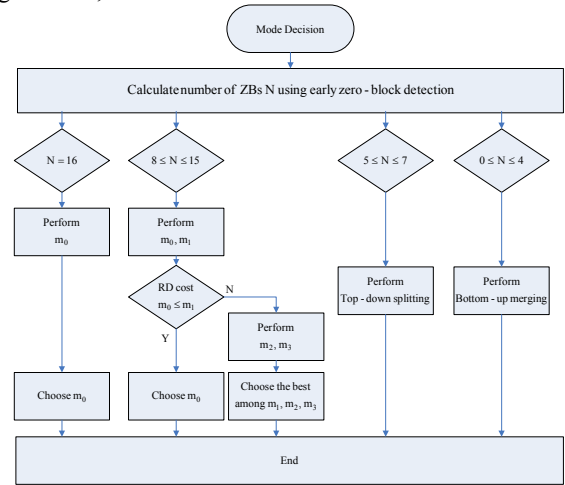 Mode Decision
Calculate number of ZBs N using early zero - block detection
N = 16
8 ≤ N ≤ 15
5 ≤ N ≤ 7
0 ≤ N ≤ 4
Perform
m₀
Perform
m₀, m₁
RD cost
m₀ ≤ m₁
N
Y
Perform
Top - down splitting
Perform
Bottom - up merging
Perform
m₂, m₃
Choose m₀
Choose m₀
Choose the best
among m₁, m₂, m₃
End